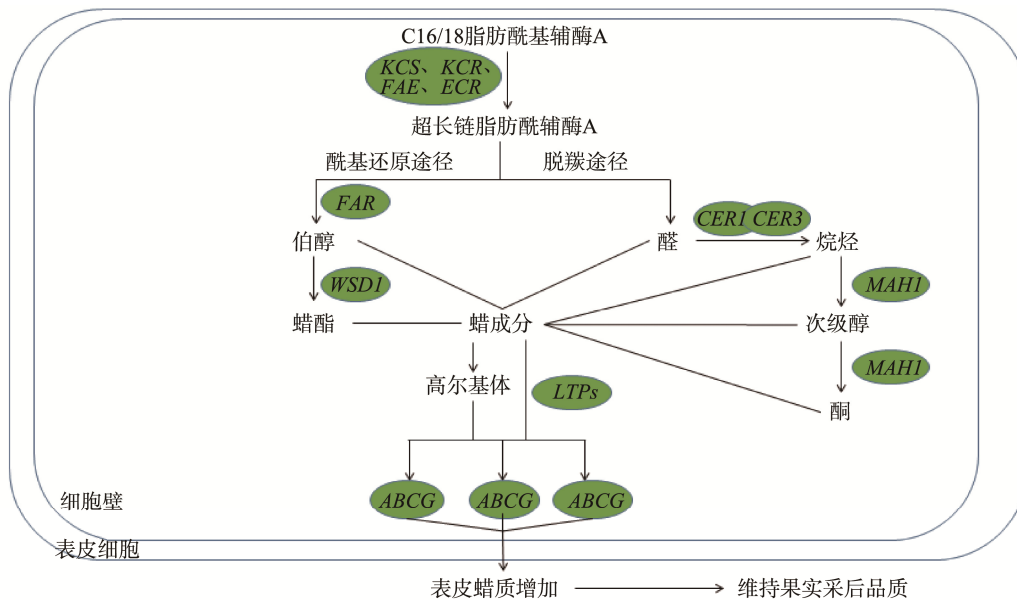 C16/18脂肪酰基辅酶A
KCS、KCR、
FAE、ECR
超长链脂肪酰辅酶A
酰基还原途径
脱羰途径
FAR
CER1
CER3
伯醇
醛
烷烃
WSD1
MAH1
蜡酯
蜡成分
次级醇
高尔基体
LTPs
MAH1
酮
ABCG
ABCG
ABCG
细胞壁
表皮细胞
表皮蜡质增加
维持果实采后品质